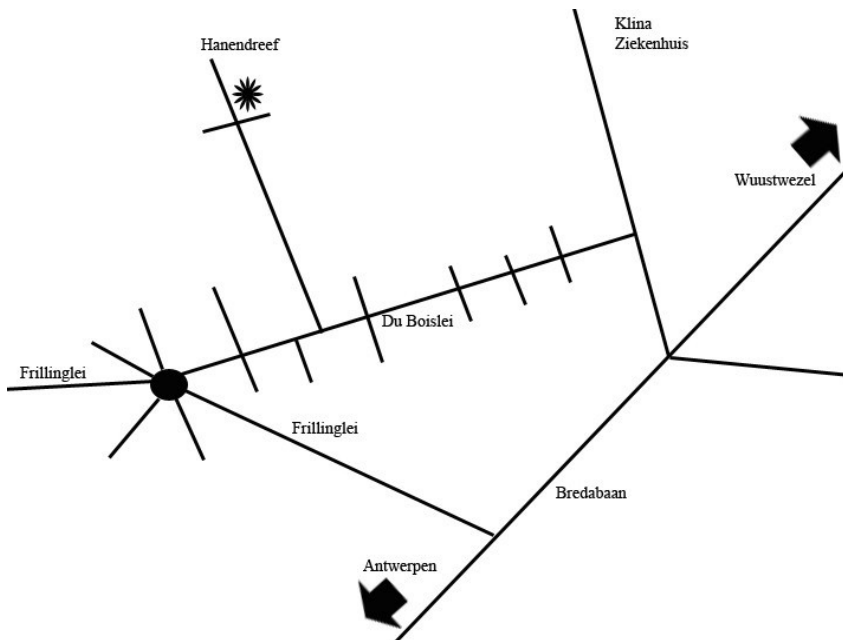 Hanendreef
Klina
Ziekenhuis
Wuustwezel
Du Boislei
Frillinglei
Frillinglei
Bredabaan
Antwerpen